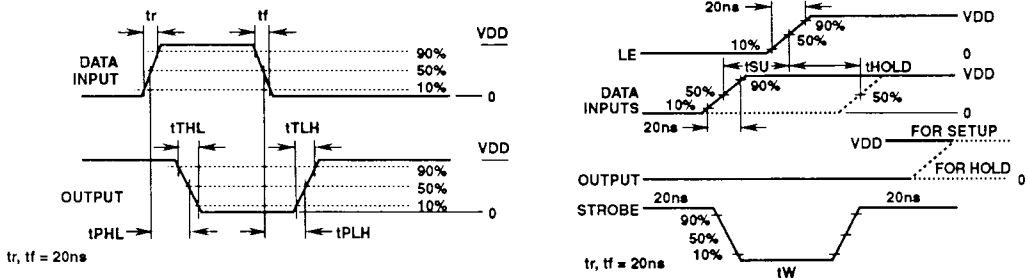 tr
tf
VDD
DATA
INPUT
90%
50%
10%
0
tTHL
tTLH
VDD
OUTPUT
90%
50%
10%
0
tPHL
tPLH
tr, tf = 20ns
20ns
VDD
90%
50%
10%
LE
0
tSU
tHOLD
VDD
DATA
INPUTS
50%
90%
10%
50%
0
20ns
FOR SETUP
VDD
FOR HOLD
OUTPUT
0
STROBE
20ns
20ns
90%
50%
10%
tr, tf = 20ns
tW